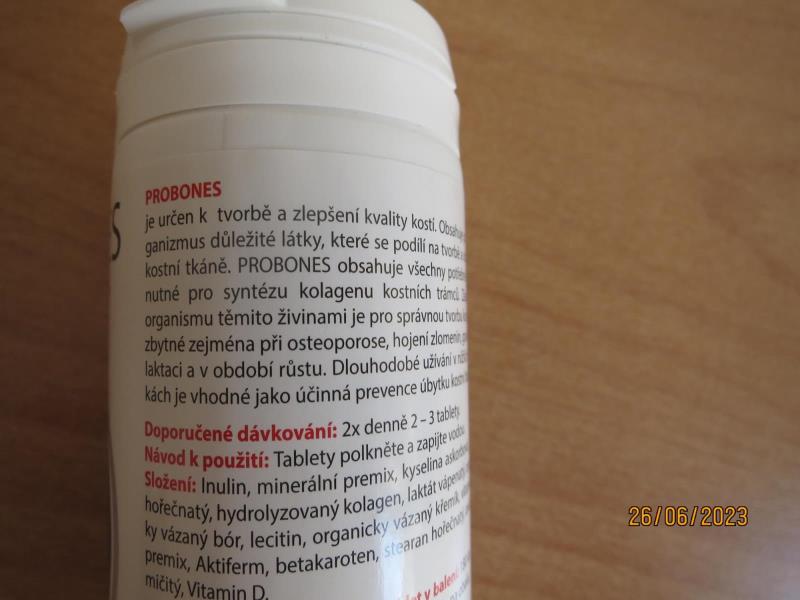 S
PROBONES
je určen k tvorbě a zlepšení kvality kostí. Obsahuje
ganizmus důležité látky, které se podílí na tvorbě a
kostní tkáně. PROBONES obsahuje všechny
nutné pro syntézu kolagenu kostních trámců.
organismu těmito živinami je pro správnou tvorbu
zbytné zejména při osteoporose, hojení zlomenin,
laktaci a v období růstu. Dlouhodobé užívání v
kách je vhodné jako účinná prevence úbytku
Doporučené dávkování: 2x denně 2 – 3 tablety.
Návod k použití: Tablety polkněte a zapijte vodou.
Složení: Inulin, minerální premix, kyselina
hořečnatý, hydrolyzovaný kolagen, laktát vápenatý,
ky vázaný bór, lecitin, organicky vázaný křemík,
premix, Aktiferm, betakaroten, stearan hořečnatý,
mičitý, Vitamin D.
v balení:
26/06/2023